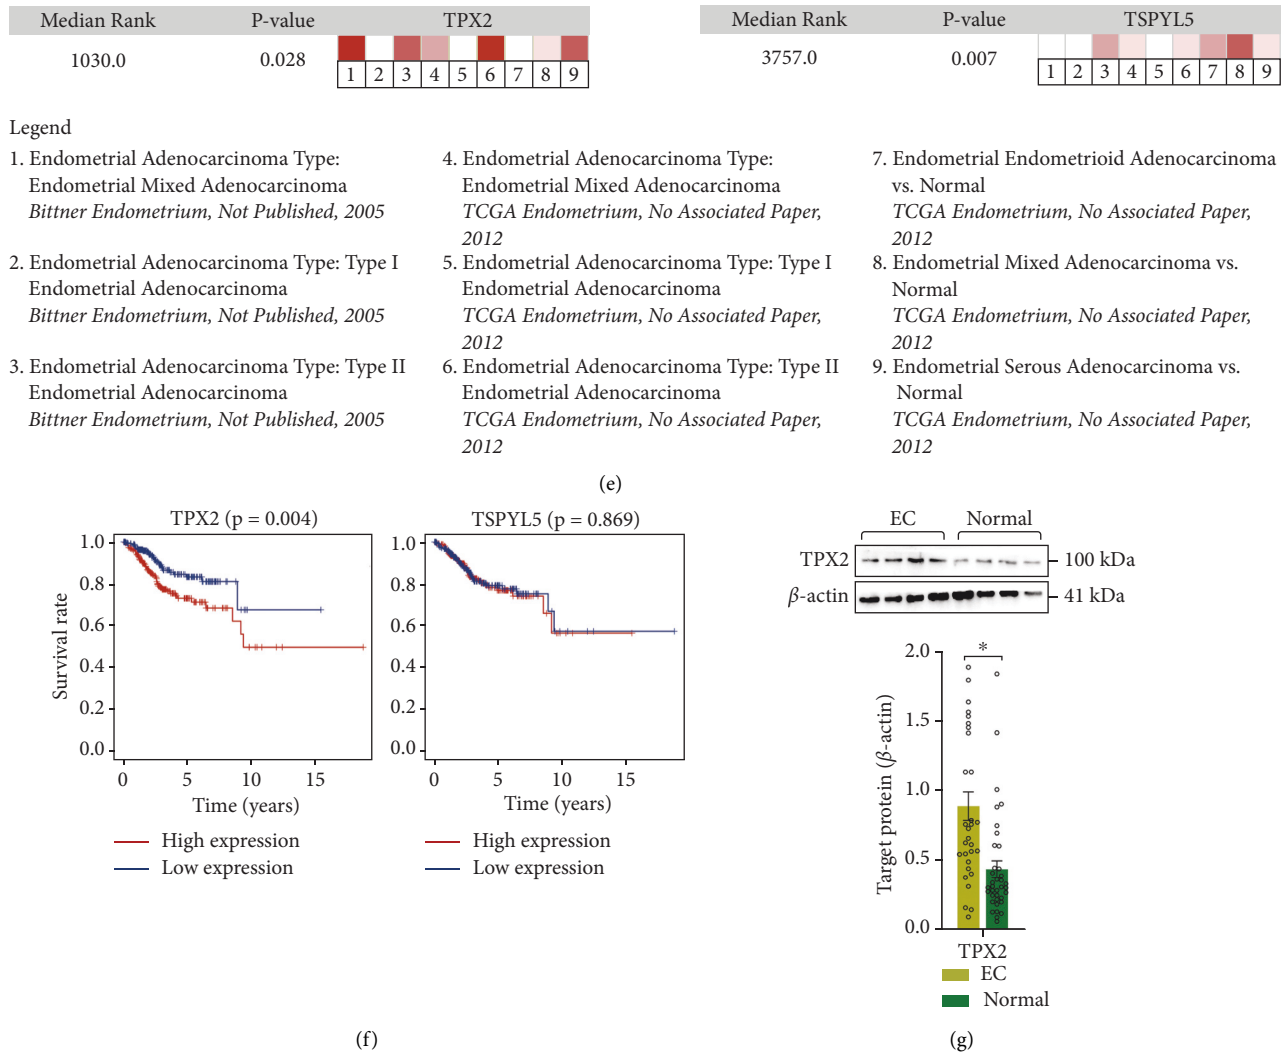 Median Rank P-value TPX2
1030.0 0.028
1 2 3 4 5 6 7 8 9
Median Rank P-value TSPYL5
3757.0 0.007
1 2 3 4 5 6 7 8 9
Legend
1. Endometrial Adenocarcinoma Type:
Endometrial Mixed Adenocarcinoma
Bittner Endometrium, Not Published, 2005
2. Endometrial Adenocarcinoma Type: Type I
Endometrial Adenocarcinoma
Bittner Endometrium, Not Published, 2005
3. Endometrial Adenocarcinoma Type: Type II
Endometrial Adenocarcinoma
Bittner Endometrium, Not Published, 2005
4. Endometrial Adenocarcinoma Type:
Endometrial Mixed Adenocarcinoma
TCGA Endometrium, No Associated Paper,
2012
5. Endometrial Adenocarcinoma Type: Type I
Endometrial Adenocarcinoma
TCGA Endometrium, No Associated Paper,
2012
6. Endometrial Adenocarcinoma Type: Type II
Endometrial Adenocarcinoma
TCGA Endometrium, No Associated Paper,
2012
7. Endometrial Endometrioid Adenocarcinoma
vs. Normal
TCGA Endometrium, No Associated Paper,
2012
8. Endometrial Mixed Adenocarcinoma vs.
Normal
TCGA Endometrium, No Associated Paper,
2012
9. Endometrial Serous Adenocarcinoma vs.
Normal
TCGA Endometrium, No Associated Paper,
2012
(e)
TPX2 (p = 0.004)
Survival rate
1.0
0.8
0.6
0.4
0.2
0.0
0 5 10 15
Time (years)
High expression
Low expression
TSPYL5 (p = 0.869)
1.0
0.8
0.6
0.4
0.2
0.0
0 5 10 15
Time (years)
High expression
Low expression
(f)
EC Normal
TPX2 100 kDa
β-actin 41 kDa
Target protein (β-actin)
2.0
1.5
1.0
0.5
0.0
*
TPX2
EC
Normal
(g)